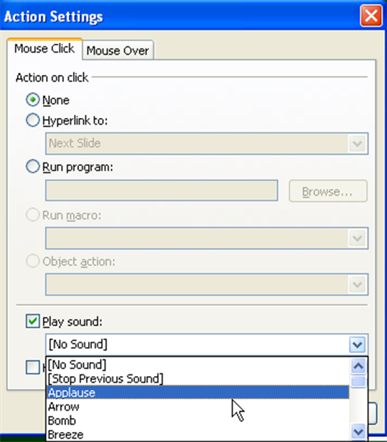 Action Settings
Mouse Click Mouse Over
Action on click
None
Hyperlink to:
Next Slide
Run program:
Browse...
Run macro:
Object action:
Play sound:
[No Sound]
[No Sound]
[Stop Previous Sound]
Applause
Arrow
Bomb
Breeze